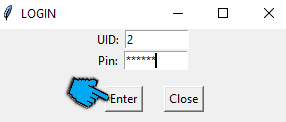 LOGIN
UID: 2
Pin: ******
Enter Close